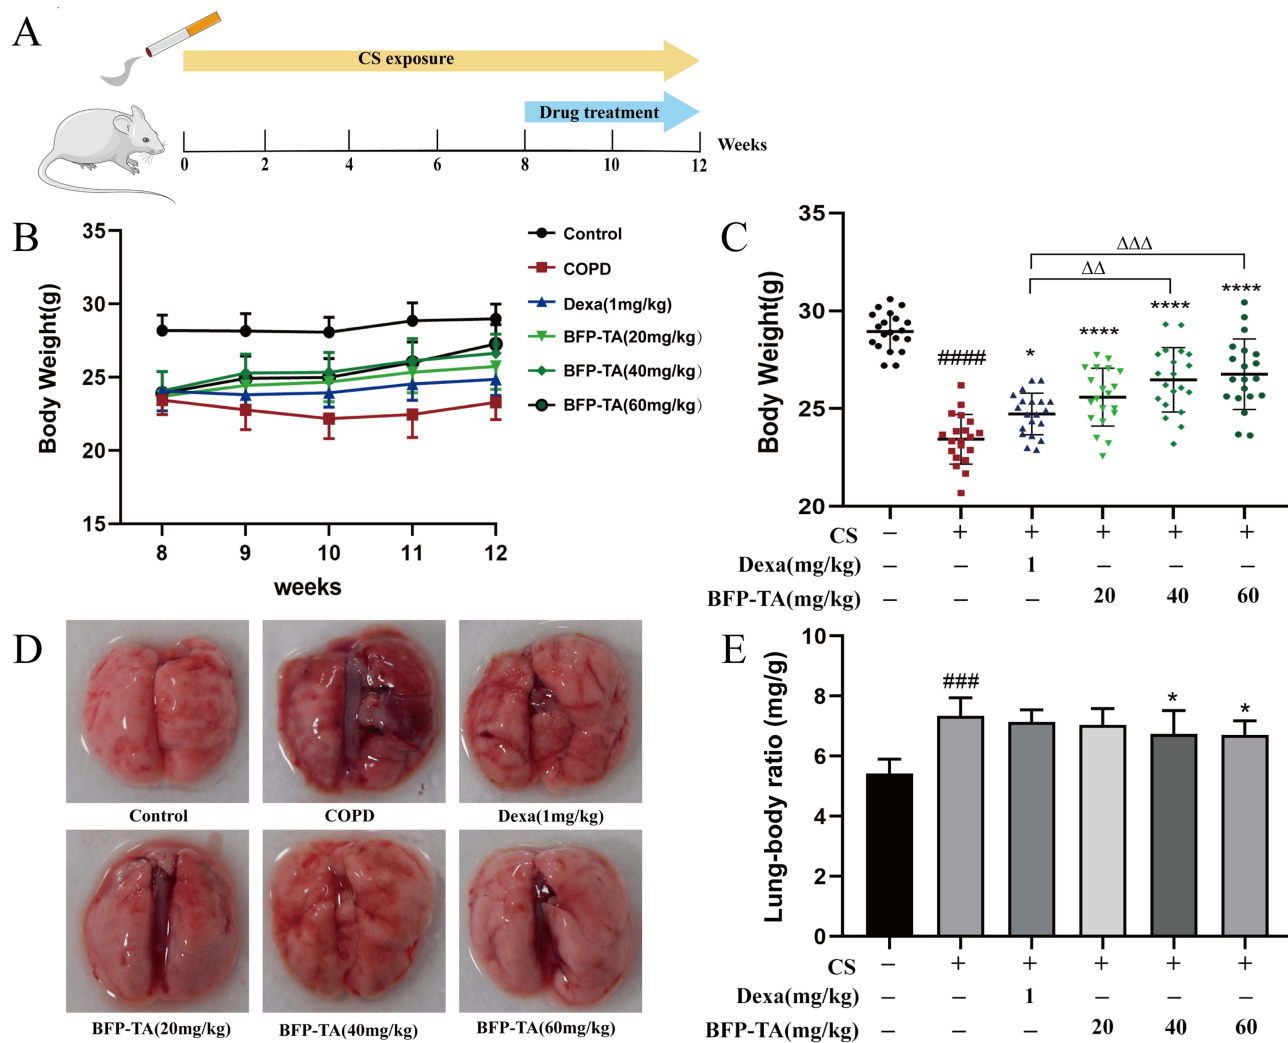 A
CS exposure
Drug treatment
0 2 4 6 8 10 12 Weeks
B
Body Weight(g)
35
30
25
20
15
8 9 10 11 12
weeks
Control
COPD
Dexa(1mg/kg)
BFP-TA(20mg/kg）
BFP-TA(40mg/kg）
BFP-TA(60mg/kg）
C
Body Weight(g)
35
30
25
20
####
*
****
****
****
ΔΔ
ΔΔΔ
CS − + + + + +
Dexa(mg/kg) − − 1 − − −
BFP-TA(mg/kg) − − − 20 40 60
D
Control COPD Dexa(1mg/kg)
BFP-TA(20mg/kg) BFP-TA(40mg/kg) BFP-TA(60mg/kg)
E
Lung-body ratio (mg/g)
10
8
6
4
2
0
###
*
*
CS − + + + + +
Dexa(mg/kg) − − 1 − − −
BFP-TA(mg/kg) − − − 20 40 60